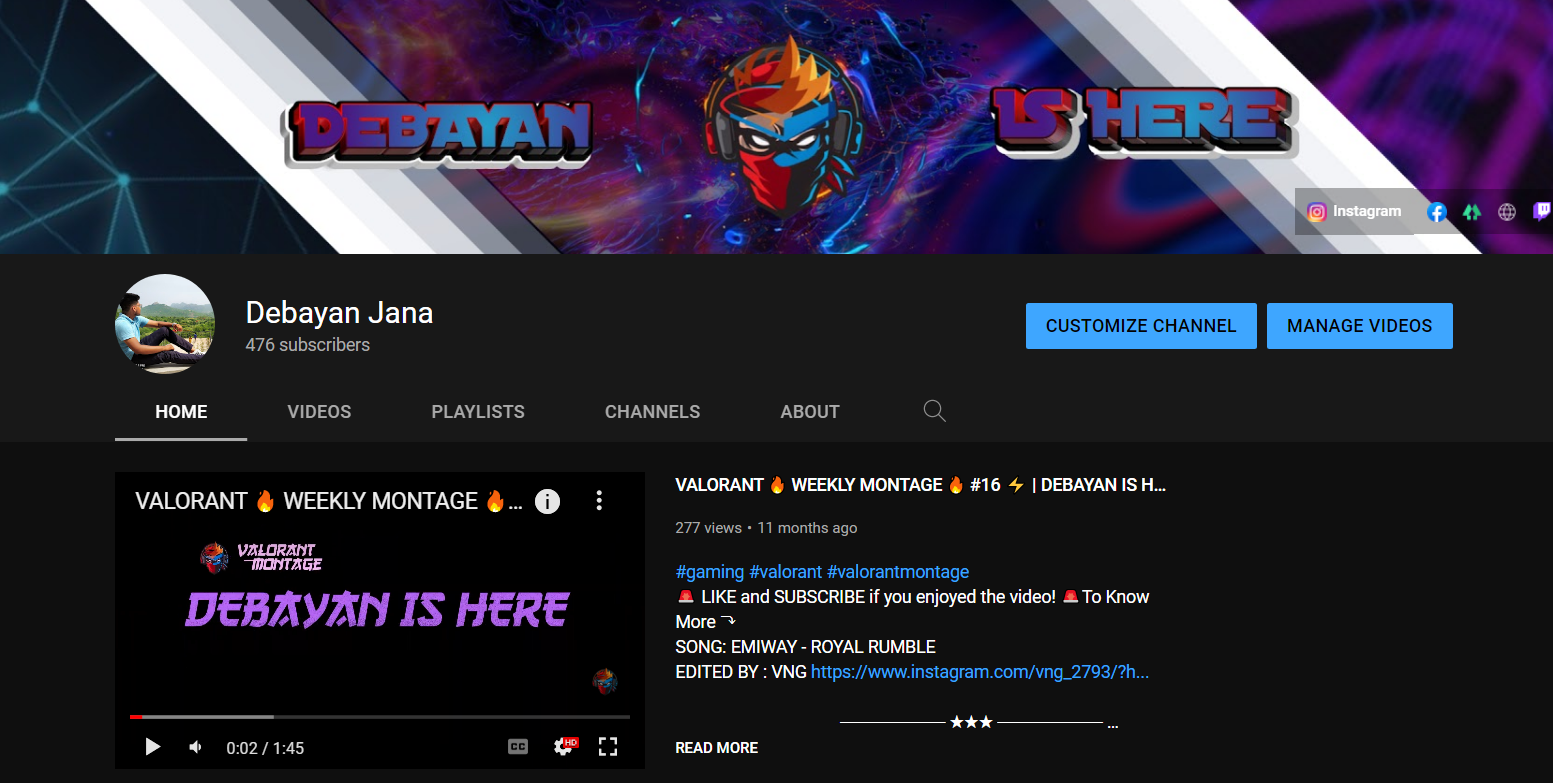 DEBAYAN
IS HERE
Instagram
Debayan Jana
476 subscribers
CUSTOMIZE CHANNEL
MANAGE VIDEOS
HOME
VIDEOS
PLAYLISTS
CHANNELS
ABOUT
VALORANT 🔥 WEEKLY MONTAGE 🔥...
VALORANT
MONTAGE
DEBAYAN IS HERE
0:02 / 1:45
CC
HD
VALORANT 🔥 WEEKLY MONTAGE 🔥 #16 ⚡ | DEBAYAN IS H...
277 views • 11 months ago
#gaming #valorant #valorantmontage
🚨 LIKE and SUBSCRIBE if you enjoyed the video! 🚨To Know
More ⤵
SONG: EMIWAY - ROYAL RUMBLE
EDITED BY : VNG https://www.instagram.com/vng_2793/?h...
──────── ★★★ ──────── ...
READ MORE